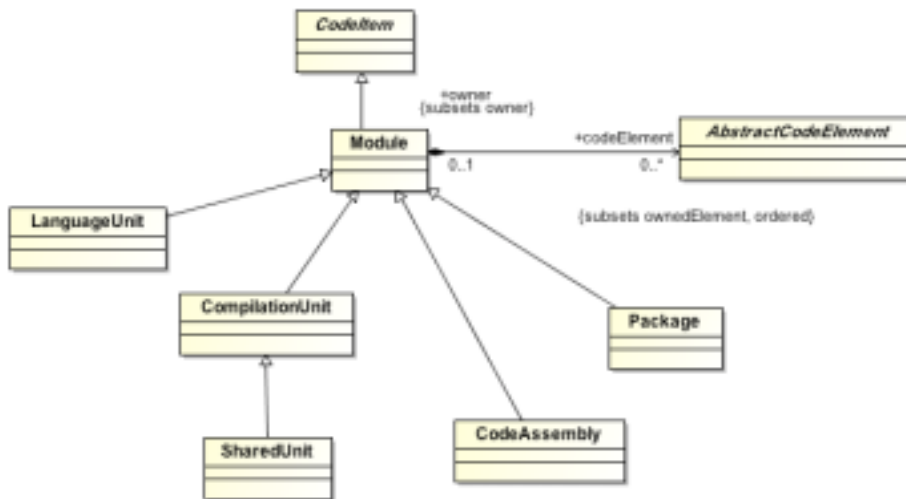 CodeItem
+owner
{subsets owner}
Module
+codeElement
AbstractCodeElement
0..1
0..*
LanguageUnit
{subsets ownedElement, ordered}
CompilationUnit
Package
SharedUnit
CodeAssembly